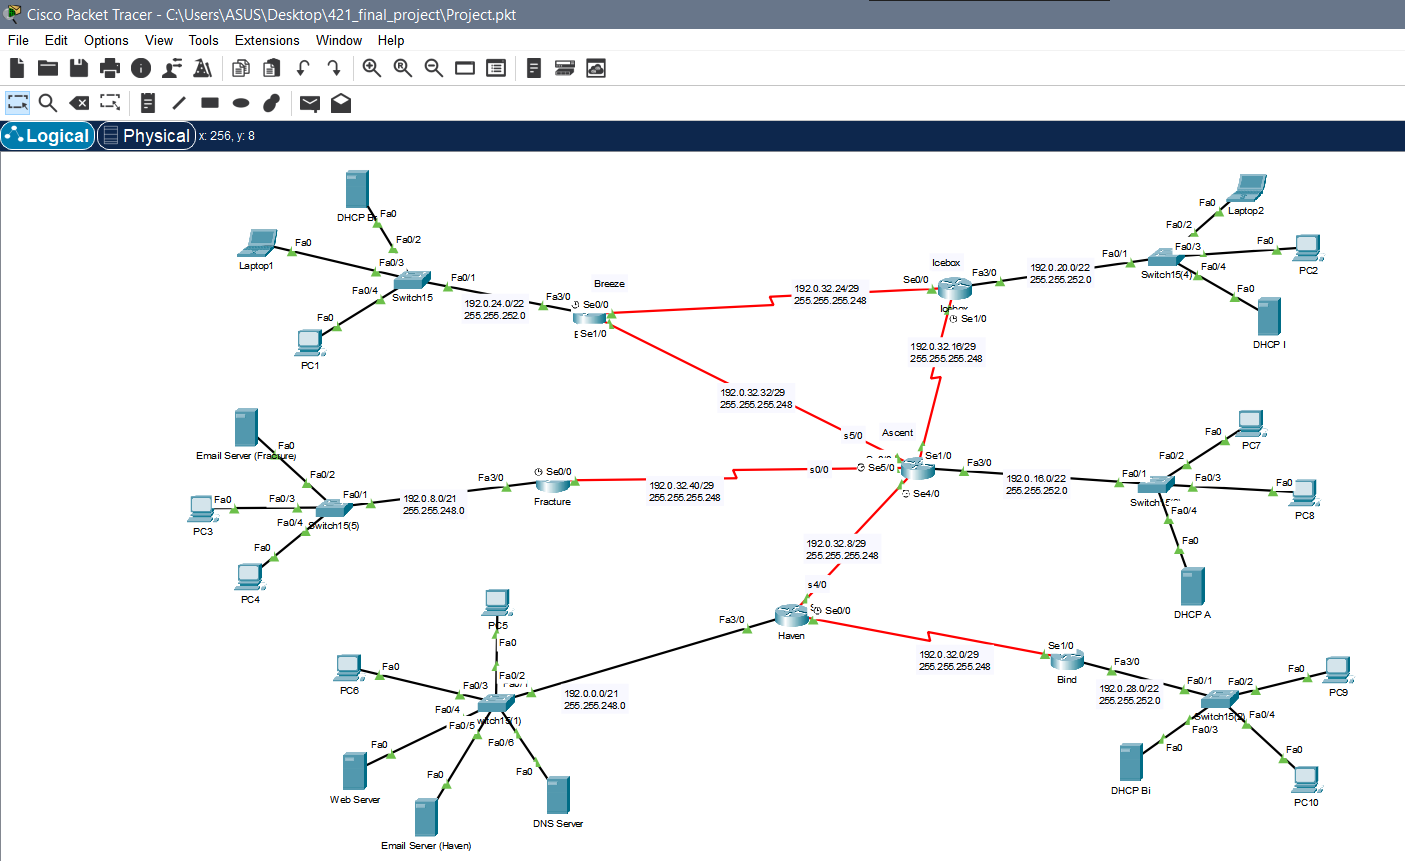 Cisco Packet Tracer - C:\Users\ASUS\Desktop\421_final_project\Project.pkt
File Edit Options View Tools Extensions Window Help
Logical Physical x: 256, y: 8
DHCP
Fa0
Fa0/2
Laptop1
Fa0
Fa0/3
Fa0/4
Fa0/1
Switch15
Fa0
PC1
192.0.24.0/22
255.255.252.0
Fa3/0
Breeze
Se0/0
Se1/0
192.0.32.24/29
255.255.255.248
Icebox
Se0/0
Fa3/0
Se1/0
192.0.20.0/22
255.255.252.0
Fa0/1
Fa0
Laptop2
Fa0/2
Fa0/3
Fa0/4
Switch15(4)
Fa0
PC2
Fa0
DHCP I
192.0.32.16/29
255.255.255.248
192.0.32.32/29
255.255.255.248
s5/0
Ascent
Se1/0
s0/0
Se5/0
Fa3/0
Se4/0
192.0.16.0/22
255.255.252.0
Fa0/1
Fa0/2
Fa0/3
Fa0/4
Fa0
PC7
Fa0
PC8
Fa0
DHCP A
Email Server (Fracture)
Fa0
Fa0/2
Fa0
PC3
Fa0/3
Fa0/4
Fa0/1
Switch15(5)
Fa0
PC4
192.0.8.0/21
255.255.248.0
Fa3/0
Se0/0
Fracture
192.0.32.40/29
255.255.255.248
192.0.32.8/29
255.255.255.248
s4/0
Se0/0
Fa3/0
Haven
PC5
Fa0
Fa0/2
Fa0
PC6
Fa0/3
Fa0/4
Fa0/5
Fa0/6
witch15(1)
192.0.0.0/21
255.255.248.0
Fa0
Web Server
Fa0
Email Server (Haven)
Fa0
DNS Server
192.0.32.0/29
255.255.255.248
Se1/0
Fa3/0
Bind
192.0.28.0/22
255.255.252.0
Fa0/1
Fa0/2
Fa0
PC9
Fa0/4
Fa0/3
Fa0
DHCP Bi
Fa0
PC10